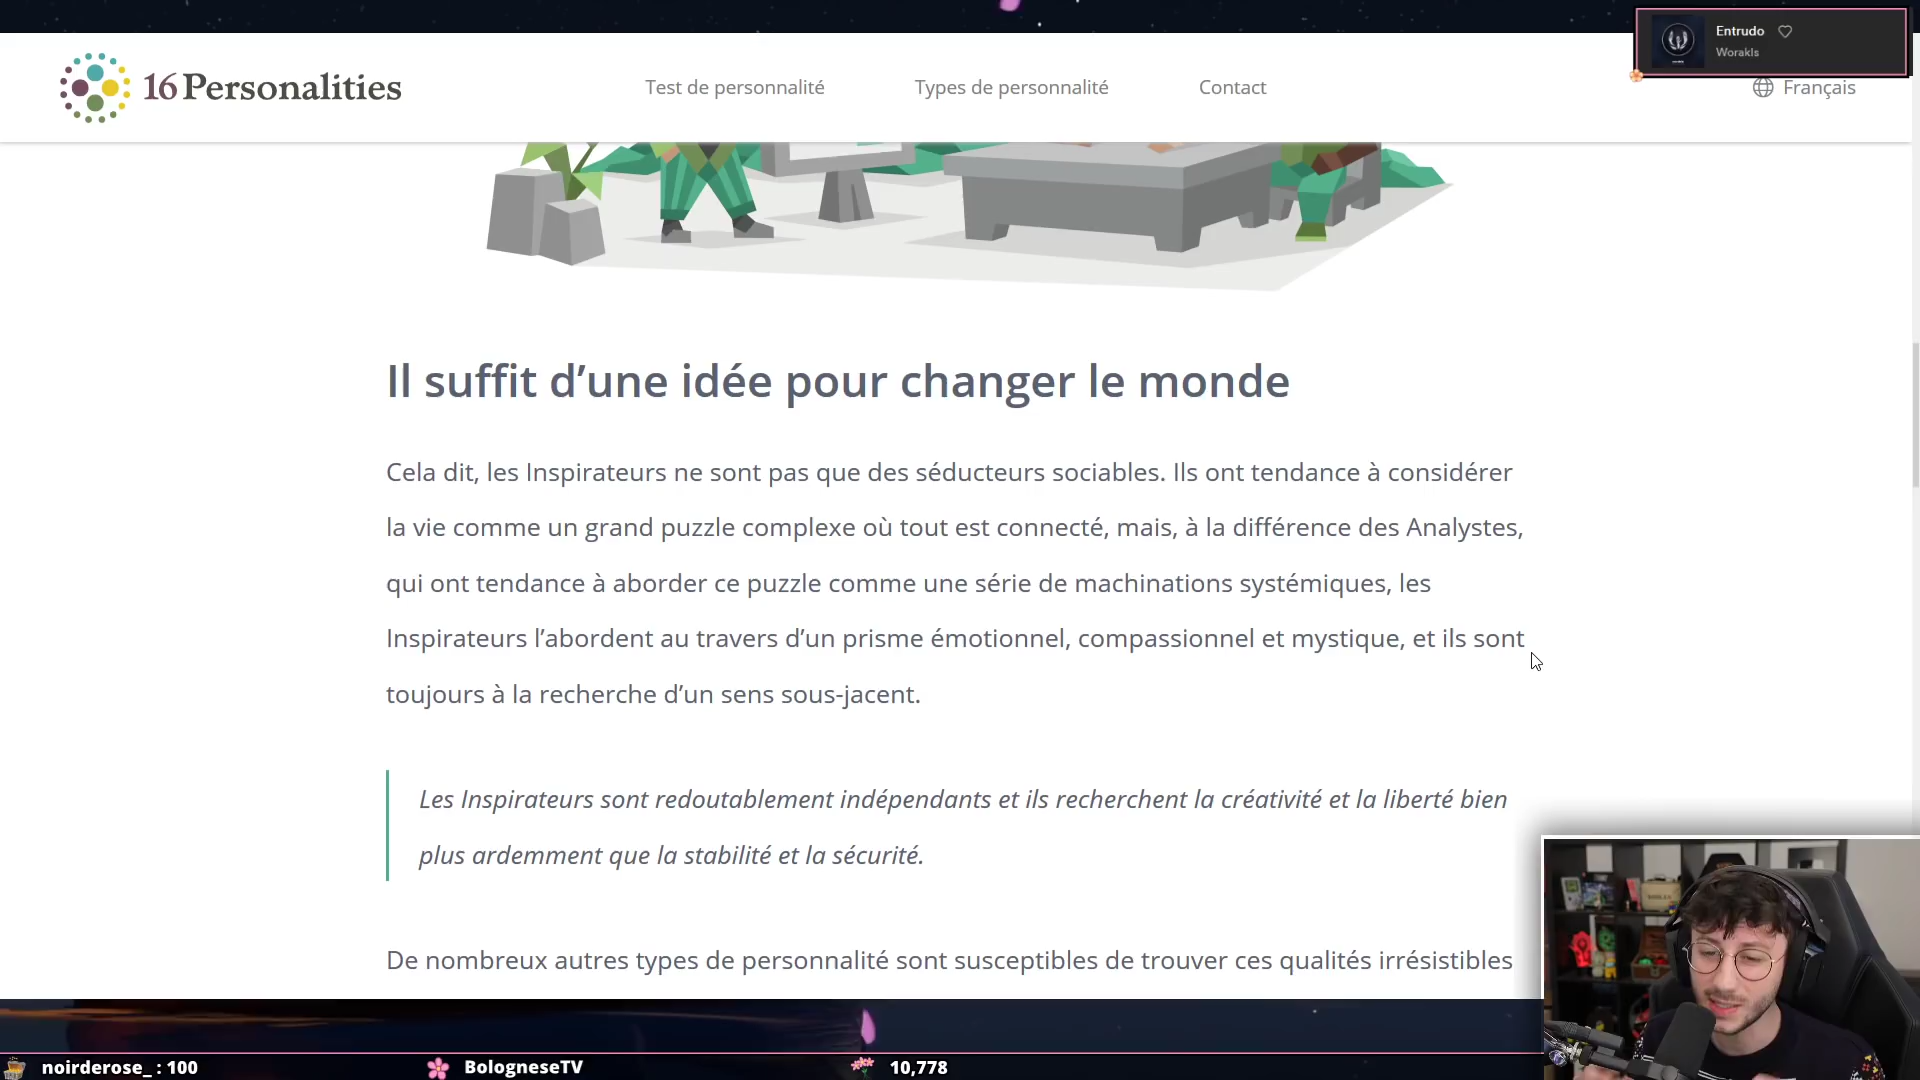 Entrudo
Worakls
16Personalities
Test de personnalité
Types de personnalité
Contact
Français
Il suffit d’une idée pour changer le monde
Cela dit, les Inspirateurs ne sont pas que des séducteurs sociables. Ils ont tendance à considérer
la vie comme un grand puzzle complexe où tout est connecté, mais, à la différence des Analystes,
qui ont tendance à aborder ce puzzle comme une série de machinations systémiques, les
Inspirateurs l’abordent au travers d’un prisme émotionnel, compassionnel et mystique, et ils sont
toujours à la recherche d’un sens sous-jacent.
Les Inspirateurs sont redoutablement indépendants et ils recherchent la créativité et la liberté bien
plus ardemment que la stabilité et la sécurité.
De nombreux autres types de personnalité sont susceptibles de trouver ces qualités irrésistibles
noirderose_ : 100
BologneseTV
10,778